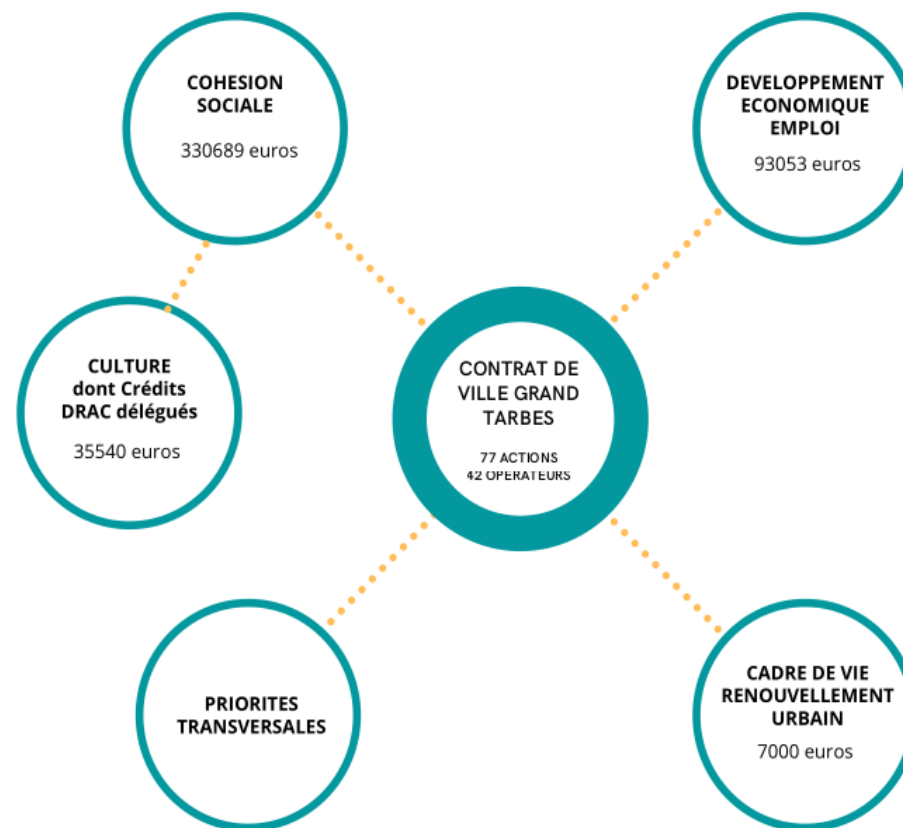 COHESION
SOCIALE
330689 euros
DEVELOPPEMENT
ECONOMIQUE
EMPLOI
93053 euros
CULTURE
dont Crédits
DRAC délégués
35540 euros
CONTRAT DE
VILLE GRAND
TARBES
77 ACTIONS
42 OPERATEURS
PRIORITES
TRANSVERSALES
CADRE DE VIE
RENOUVELLEMENT
URBAIN
7000 euros